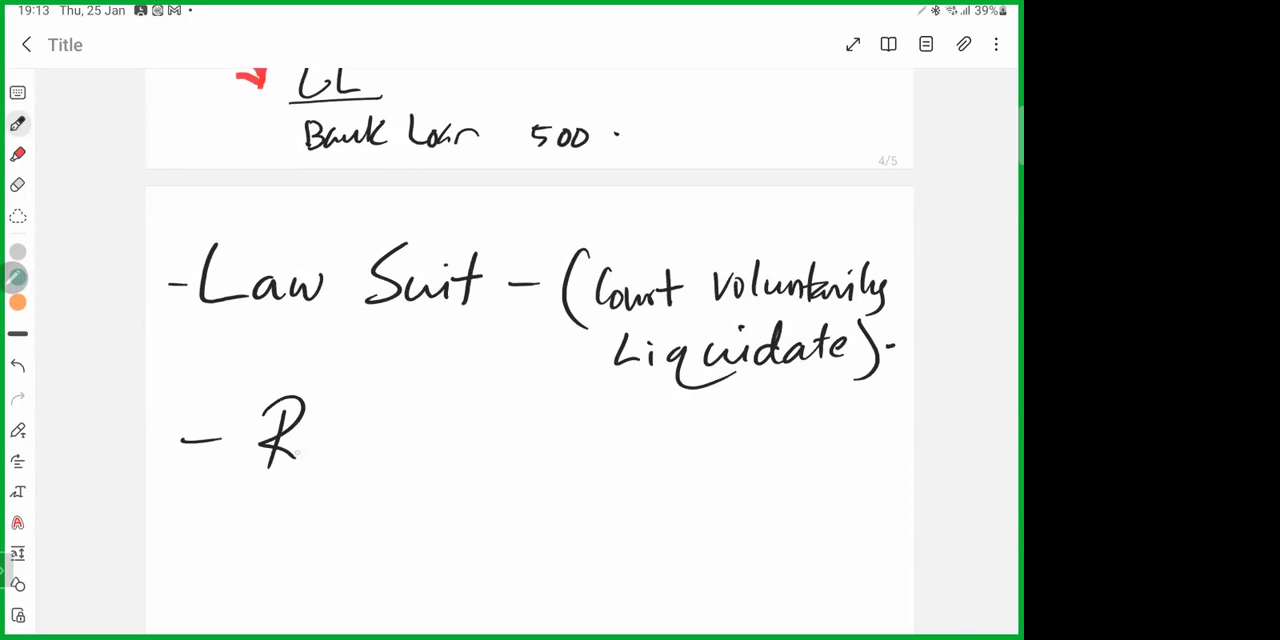 19:13 Thu, 25 Jan
39%
Title
CL
Bank Loan 500 .
4/5
- Law Suit - (Court voluntarily
Liquidate).
- R